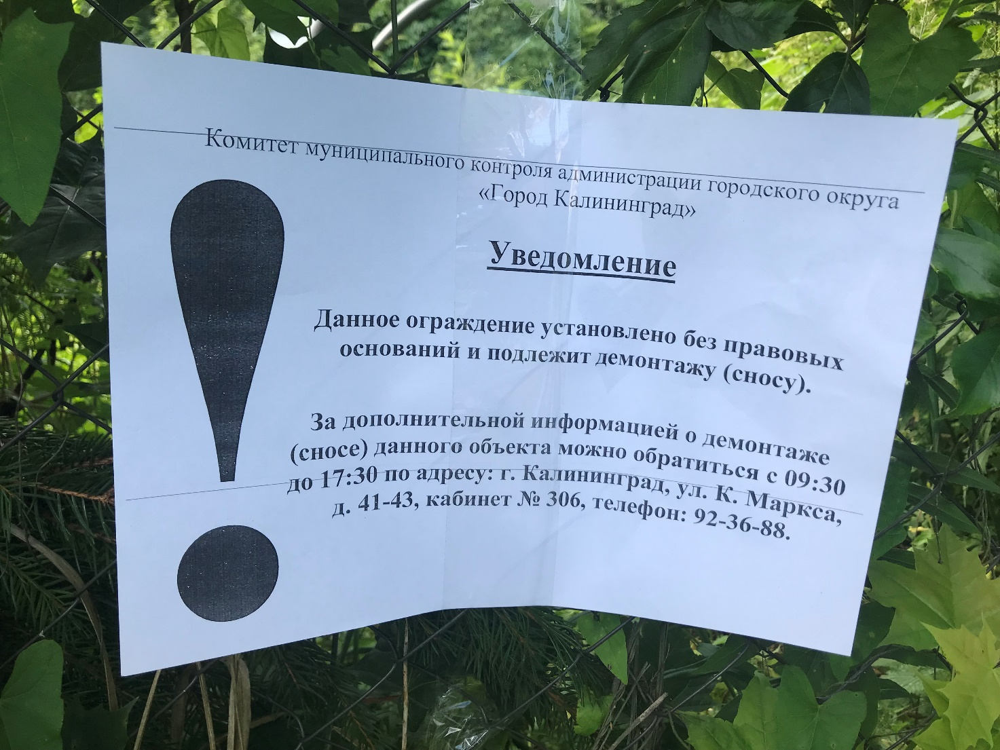 Комитет муниципального контроля администрации городского округа
«Город Калининград»
Уведомление
Данное ограждение установлено без правовых
оснований и подлежит демонтажу (сносу).
За дополнительной информацией о демонтаже
(сносе) данного объекта можно обратиться с 09:30
до 17:30 по адресу: г. Калининград, ул. К. Маркса,
д. 41-43, кабинет № 306, телефон: 92-36-88.